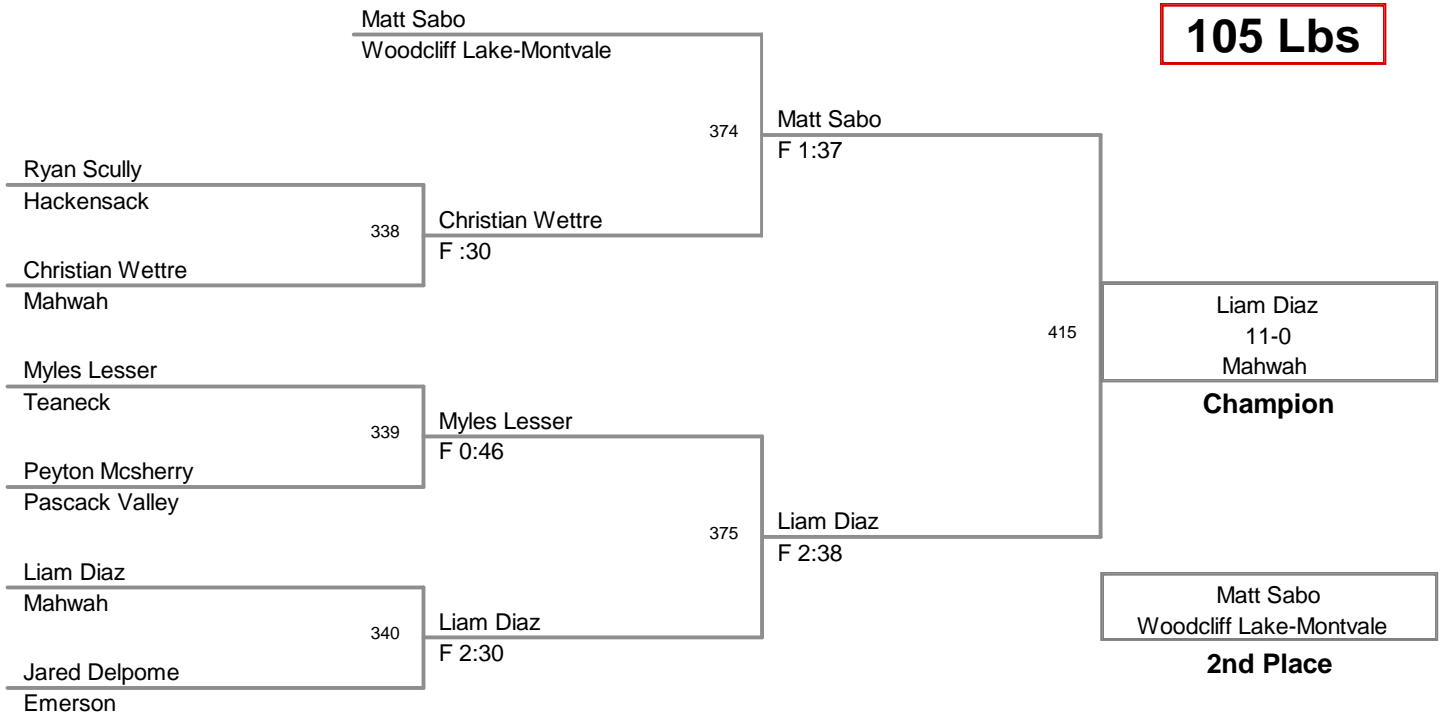 Matt Sabo
Woodcliff Lake-Montvale
105 Lbs
374
Matt Sabo
F 1:37
Ryan Scully
Hackensack
338
Christian Wettre
F :30
Christian Wettre
Mahwah
Liam Diaz
11-0
Mahwah
Champion
415
Myles Lesser
Teaneck
339
Myles Lesser
F 0:46
Peyton Mcsherry
Pascack Valley
375
Liam Diaz
F 2:38
Liam Diaz
Mahwah
340
Liam Diaz
F 2:30
Jared Delpome
Emerson
Matt Sabo
Woodcliff Lake-Montvale
2nd Place